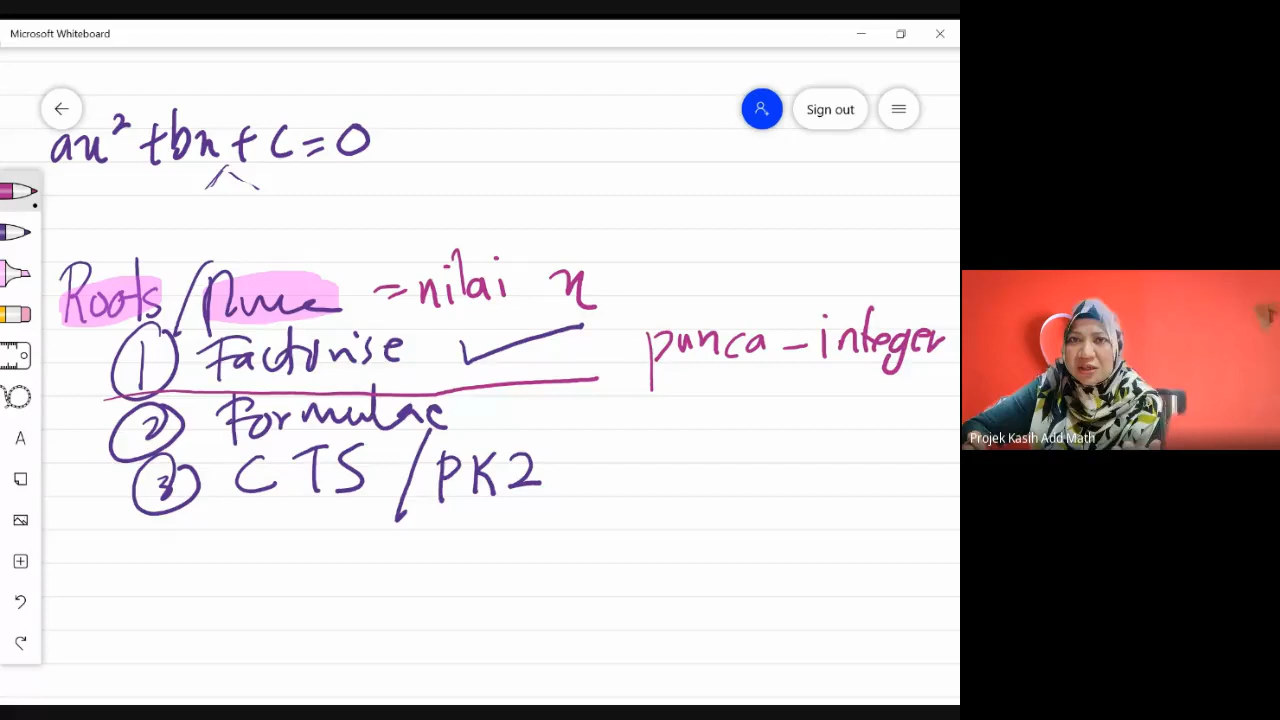 Microsoft Whiteboard
Sign out
ax² + bx + c = 0
Roots / Punca = nilai x
① Factorise ✓
punca – integer
② Formulae
③ CTS / PK2
A
Projek Kasih Add Math